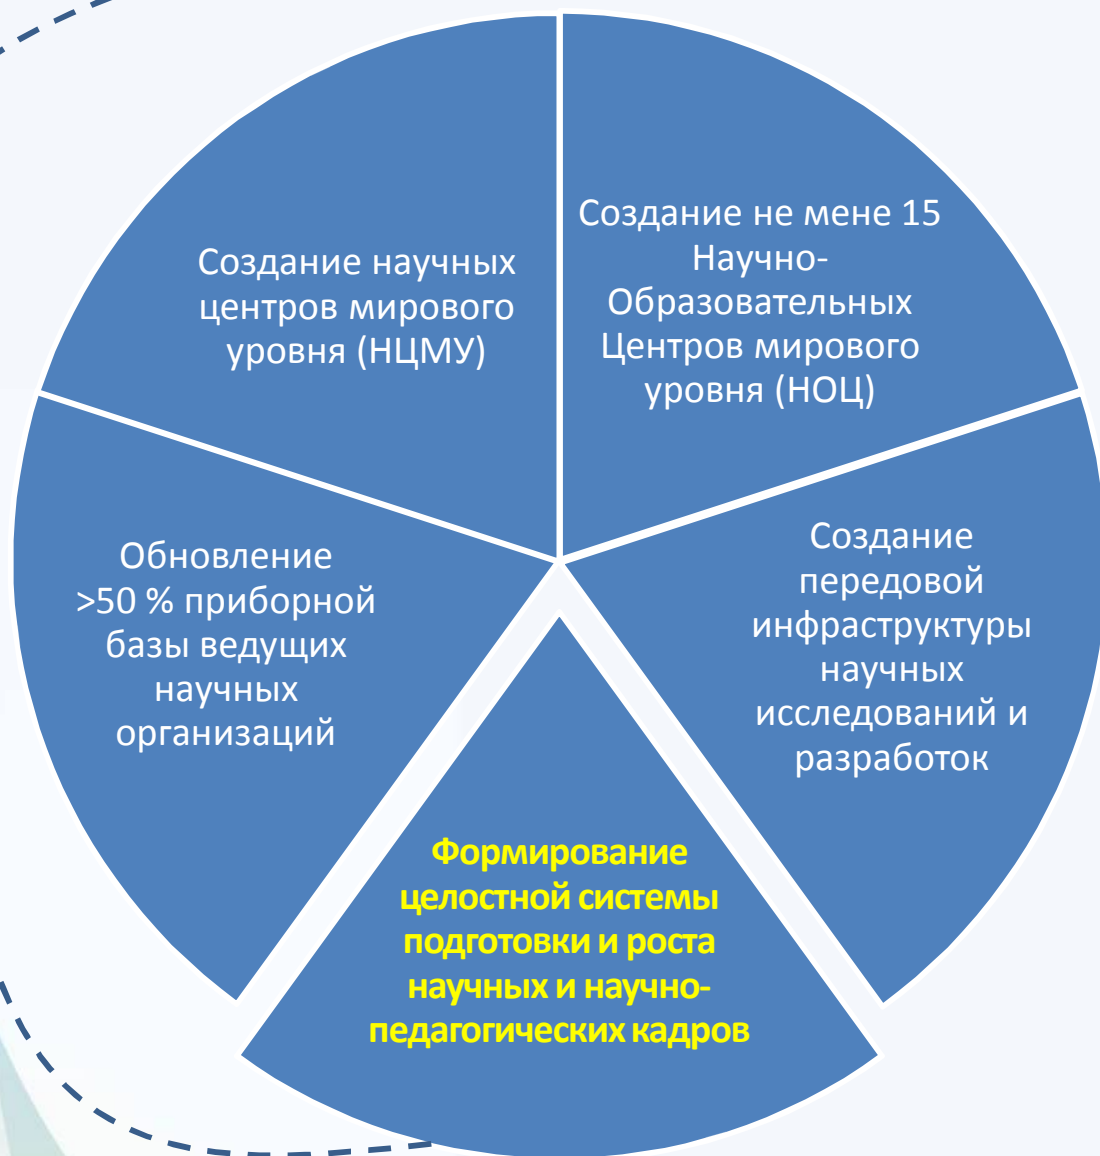 Создание научных
центров мирового
уровня (НЦМУ)
Создание не мене 15
Научно-
Образовательных
Центров мирового
уровня (НОЦ)
Обновление
>50 % приборной
базы ведущих
научных
организаций
Создание
передовой
инфраструктуры
научных
исследований и
разработок
Формирование
целостной системы
подготовки и роста
научных и научно-
педагогических кадров